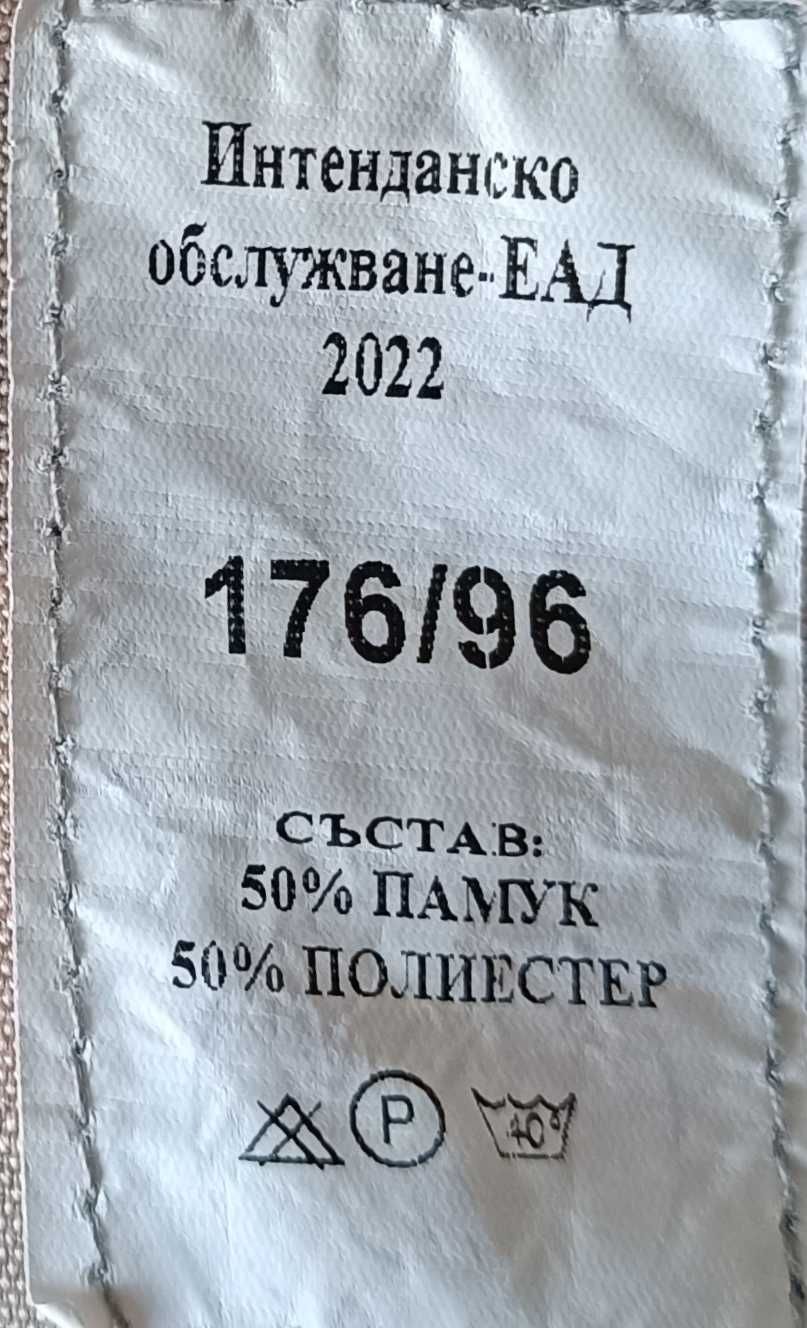 Интенданско
обслужване-ЕАД
2022
176/96
СЪСТАВ:
50% ПАМУК
50% ПОЛИЕСТЕР
P 40°